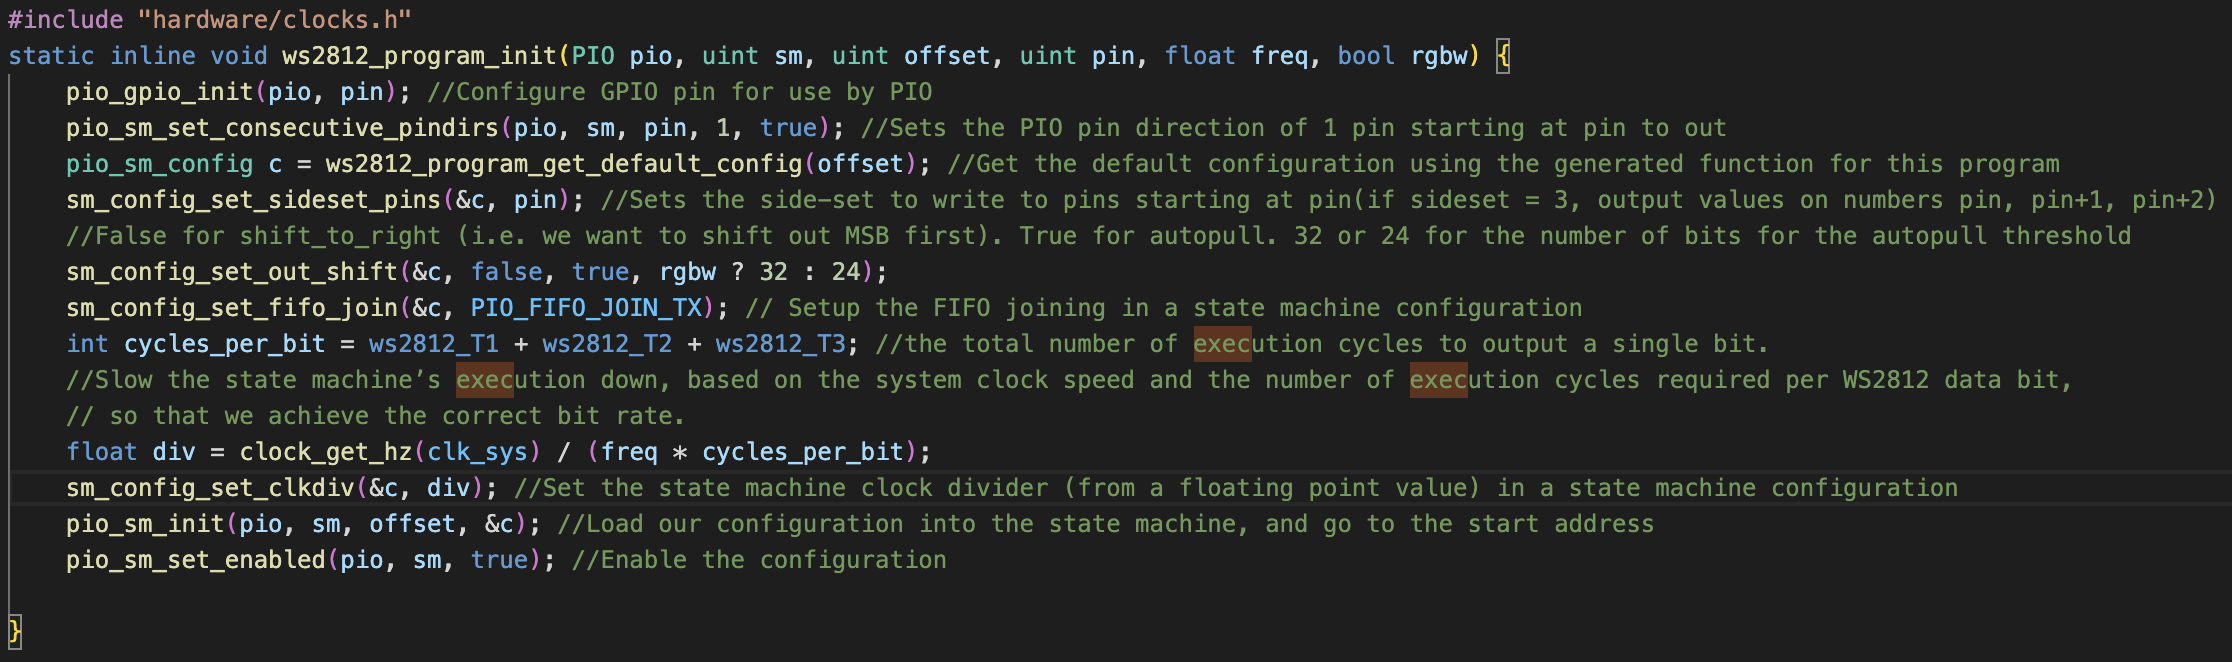 #include "hardware/clocks.h"
static inline void ws2812_program_init(PIO pio, uint sm, uint offset, uint pin, float freq, bool rgbw) {
    pio_gpio_init(pio, pin); //Configure GPIO pin for use by PIO
    pio_sm_set_consecutive_pindirs(pio, sm, pin, 1, true); //Sets the PIO pin direction of 1 pin starting at pin to out
    pio_sm_config c = ws2812_program_get_default_config(offset); //Get the default configuration using the generated function for this program
    sm_config_set_sideset_pins(&c, pin); //Sets the side-set to write to pins starting at pin(if sideset = 3, output values on numbers pin, pin+1, pin+2)
    //False for shift_to_right (i.e. we want to shift out MSB first). True for autopull. 32 or 24 for the number of bits for the autopull threshold
    sm_config_set_out_shift(&c, false, true, rgbw ? 32 : 24);
    sm_config_set_fifo_join(&c, PIO_FIFO_JOIN_TX); // Setup the FIFO joining in a state machine configuration
    int cycles_per_bit = ws2812_T1 + ws2812_T2 + ws2812_T3; //the total number of execution cycles to output a single bit.
    //Slow the state machine’s execution down, based on the system clock speed and the number of execution cycles required per WS2812 data bit,
    // so that we achieve the correct bit rate.
    float div = clock_get_hz(clk_sys) / (freq * cycles_per_bit);
    sm_config_set_clkdiv(&c, div); //Set the state machine clock divider (from a floating point value) in a state machine configuration
    pio_sm_init(pio, sm, offset, &c); //Load our configuration into the state machine, and go to the start address
    pio_sm_set_enabled(pio, sm, true); //Enable the configuration
}